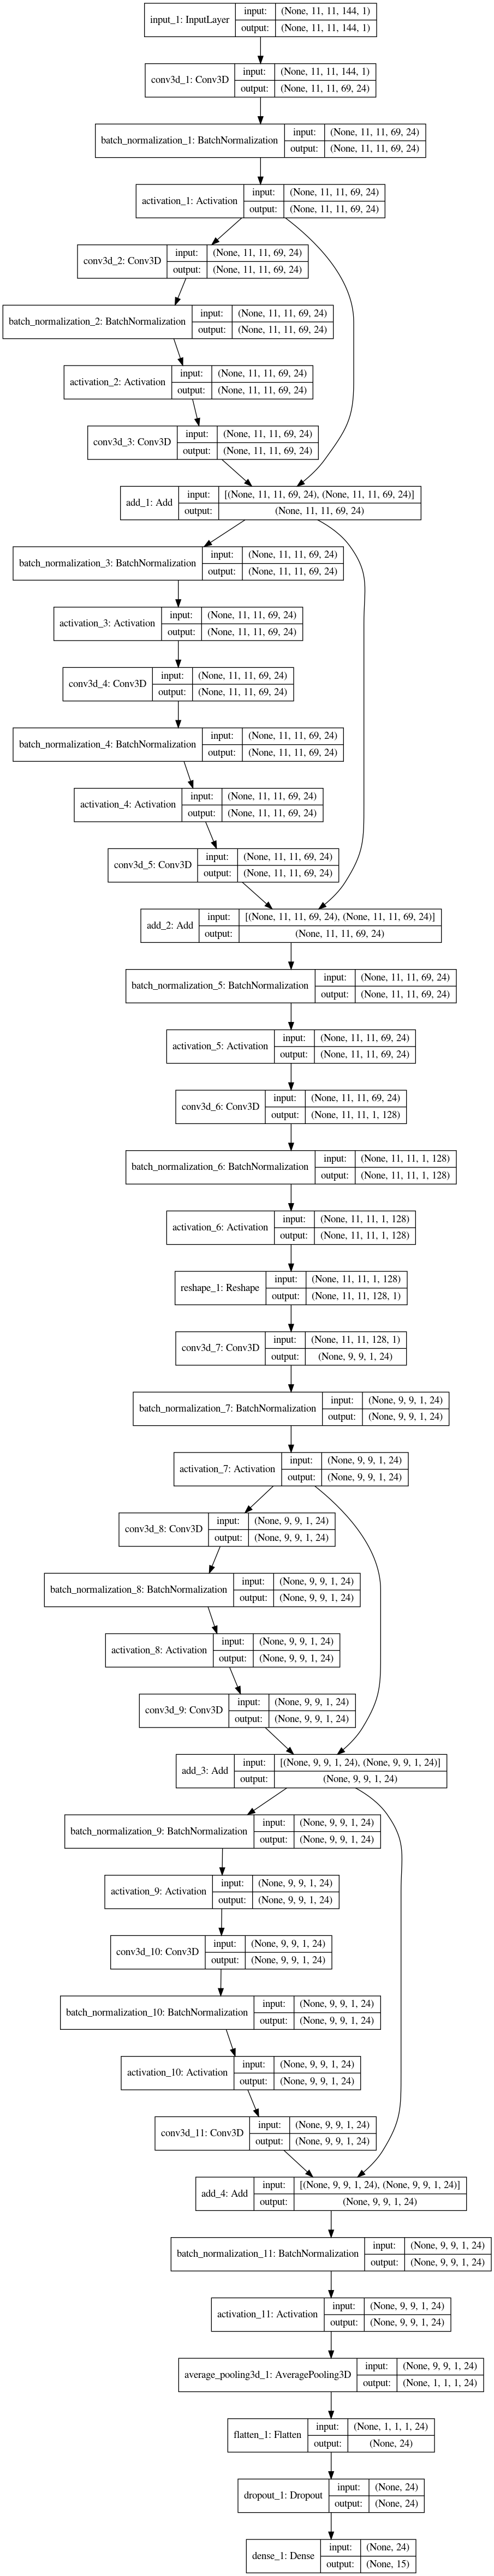 input_1: InputLayer
input: (None, 11, 11, 144, 1)
output: (None, 11, 11, 144, 1)
conv3d_1: Conv3D
input: (None, 11, 11, 144, 1)
output: (None, 11, 11, 69, 24)
batch_normalization_1: BatchNormalization
input: (None, 11, 11, 69, 24)
output: (None, 11, 11, 69, 24)
activation_1: Activation
input: (None, 11, 11, 69, 24)
output: (None, 11, 11, 69, 24)
conv3d_2: Conv3D
input: (None, 11, 11, 69, 24)
output: (None, 11, 11, 69, 24)
batch_normalization_2: BatchNormalization
input: (None, 11, 11, 69, 24)
output: (None, 11, 11, 69, 24)
activation_2: Activation
input: (None, 11, 11, 69, 24)
output: (None, 11, 11, 69, 24)
conv3d_3: Conv3D
input: (None, 11, 11, 69, 24)
output: (None, 11, 11, 69, 24)
add_1: Add
input: [(None, 11, 11, 69, 24), (None, 11, 11, 69, 24)]
output: (None, 11, 11, 69, 24)
batch_normalization_3: BatchNormalization
input: (None, 11, 11, 69, 24)
output: (None, 11, 11, 69, 24)
activation_3: Activation
input: (None, 11, 11, 69, 24)
output: (None, 11, 11, 69, 24)
conv3d_4: Conv3D
input: (None, 11, 11, 69, 24)
output: (None, 11, 11, 69, 24)
batch_normalization_4: BatchNormalization
input: (None, 11, 11, 69, 24)
output: (None, 11, 11, 69, 24)
activation_4: Activation
input: (None, 11, 11, 69, 24)
output: (None, 11, 11, 69, 24)
conv3d_5: Conv3D
input: (None, 11, 11, 69, 24)
output: (None, 11, 11, 69, 24)
add_2: Add
input: [(None, 11, 11, 69, 24), (None, 11, 11, 69, 24)]
output: (None, 11, 11, 69, 24)
batch_normalization_5: BatchNormalization
input: (None, 11, 11, 69, 24)
output: (None, 11, 11, 69, 24)
activation_5: Activation
input: (None, 11, 11, 69, 24)
output: (None, 11, 11, 69, 24)
conv3d_6: Conv3D
input: (None, 11, 11, 69, 24)
output: (None, 11, 11, 1, 128)
batch_normalization_6: BatchNormalization
input: (None, 11, 11, 1, 128)
output: (None, 11, 11, 1, 128)
activation_6: Activation
input: (None, 11, 11, 1, 128)
output: (None, 11, 11, 1, 128)
reshape_1: Reshape
input: (None, 11, 11, 1, 128)
output: (None, 11, 11, 128, 1)
conv3d_7: Conv3D
input: (None, 11, 11, 128, 1)
output: (None, 9, 9, 1, 24)
batch_normalization_7: BatchNormalization
input: (None, 9, 9, 1, 24)
output: (None, 9, 9, 1, 24)
activation_7: Activation
input: (None, 9, 9, 1, 24)
output: (None, 9, 9, 1, 24)
conv3d_8: Conv3D
input: (None, 9, 9, 1, 24)
output: (None, 9, 9, 1, 24)
batch_normalization_8: BatchNormalization
input: (None, 9, 9, 1, 24)
output: (None, 9, 9, 1, 24)
activation_8: Activation
input: (None, 9, 9, 1, 24)
output: (None, 9, 9, 1, 24)
conv3d_9: Conv3D
input: (None, 9, 9, 1, 24)
output: (None, 9, 9, 1, 24)
add_3: Add
input: [(None, 9, 9, 1, 24), (None, 9, 9, 1, 24)]
output: (None, 9, 9, 1, 24)
batch_normalization_9: BatchNormalization
input: (None, 9, 9, 1, 24)
output: (None, 9, 9, 1, 24)
activation_9: Activation
input: (None, 9, 9, 1, 24)
output: (None, 9, 9, 1, 24)
conv3d_10: Conv3D
input: (None, 9, 9, 1, 24)
output: (None, 9, 9, 1, 24)
batch_normalization_10: BatchNormalization
input: (None, 9, 9, 1, 24)
output: (None, 9, 9, 1, 24)
activation_10: Activation
input: (None, 9, 9, 1, 24)
output: (None, 9, 9, 1, 24)
conv3d_11: Conv3D
input: (None, 9, 9, 1, 24)
output: (None, 9, 9, 1, 24)
add_4: Add
input: [(None, 9, 9, 1, 24), (None, 9, 9, 1, 24)]
output: (None, 9, 9, 1, 24)
batch_normalization_11: BatchNormalization
input: (None, 9, 9, 1, 24)
output: (None, 9, 9, 1, 24)
activation_11: Activation
input: (None, 9, 9, 1, 24)
output: (None, 9, 9, 1, 24)
average_pooling3d_1: AveragePooling3D
input: (None, 9, 9, 1, 24)
output: (None, 1, 1, 1, 24)
flatten_1: Flatten
input: (None, 1, 1, 1, 24)
output: (None, 24)
dropout_1: Dropout
input: (None, 24)
output: (None, 24)
dense_1: Dense
input: (None, 24)
output: (None, 15)